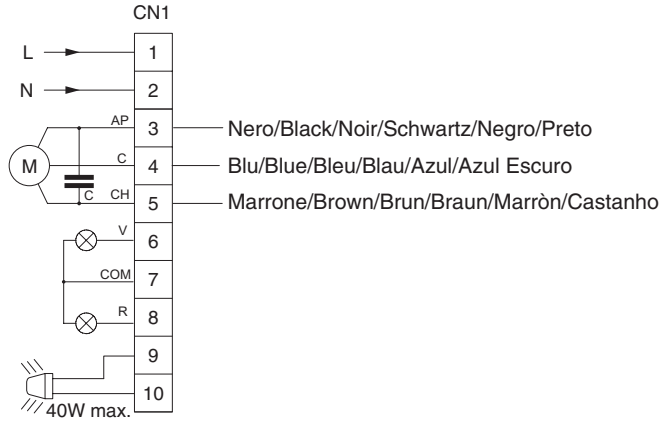 CN1
L 1
N 2
AP 3 Nero/Black/Noir/Schwartz/Negro/Preto
M C 4 Blu/Blue/Bleu/Blau/Azul/Azul Escuro
C CH 5 Marrone/Brown/Brun/Braun/Marròn/Castanho
V 6
COM 7
R 8
9
10
40W max.